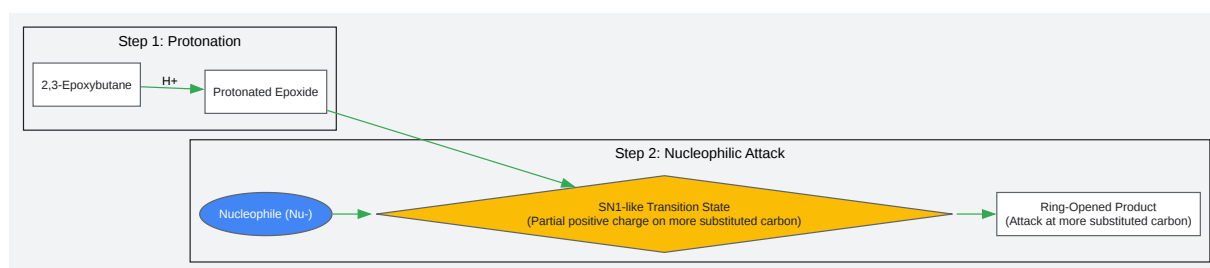 Step 1: Protonation
2,3-Epoxybutane
H+
Protonated Epoxide
Step 2: Nucleophilic Attack
Nucleophile (Nu-)
SN1-like Transition State
(Partial positive charge on more substituted carbon)
Ring-Opened Product
(Attack at more substituted carbon)